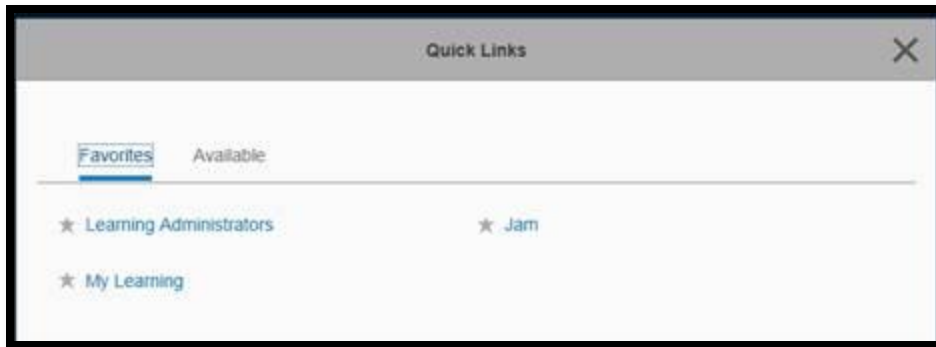 Quick Links
Favorites Available
Learning Administrators Jam
My Learning